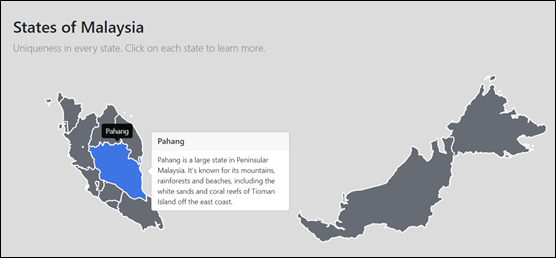 States of Malaysia
Uniqueness in every state. Click on each state to learn more.
Pahang
Pahang
Pahang is a large state in Peninsular
Malaysia. It's known for its mountains,
rainforests and beaches, including the
white sands and coral reefs of Tioman
Island off the east coast.